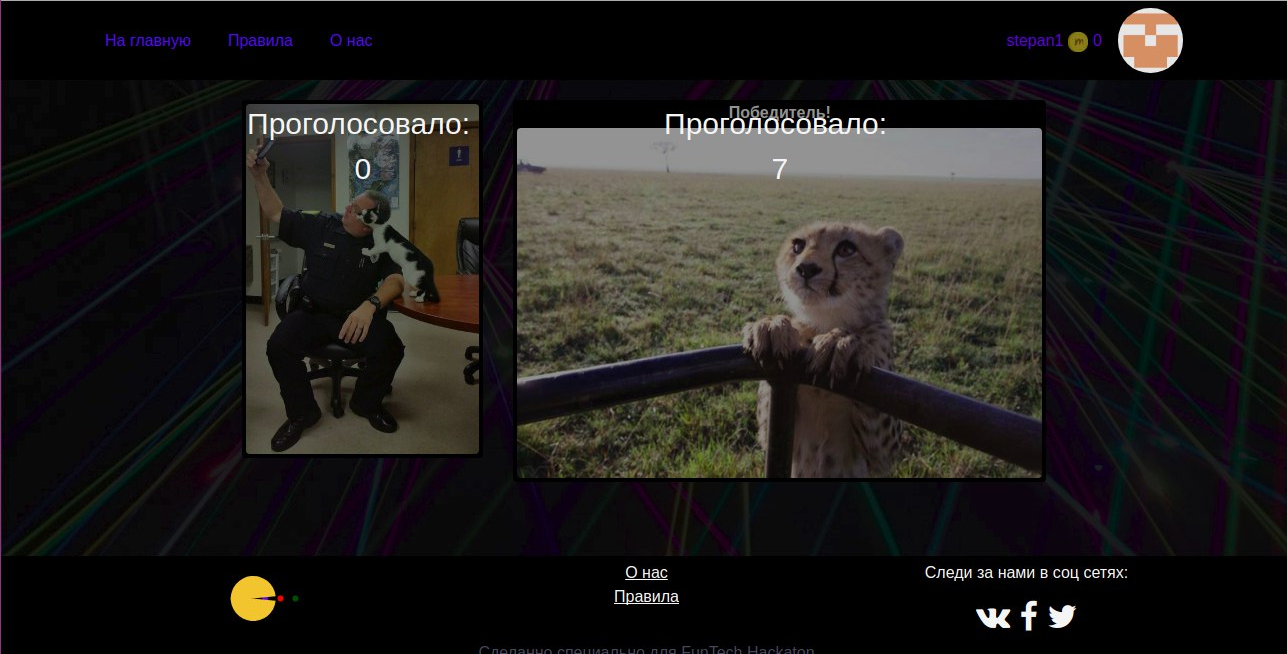 На главную Правила О нас stepan1 0
Победитель!
Проголосовало:
0
Проголосовало:
7
О нас
Правила
Следи за нами в соц сетях:
Сделанно специально для FunTech Hackaton